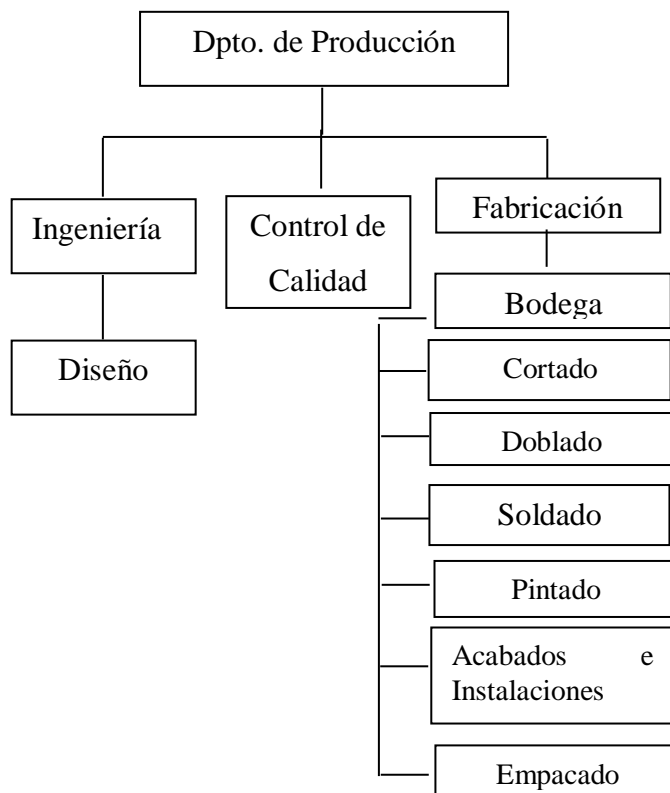 Dpto. de Producción
Ingeniería
Control de
Calidad
Fabricación
Diseño
Bodega
Cortado
Doblado
Soldado
Pintado
Acabados e
Instalaciones
Empacado